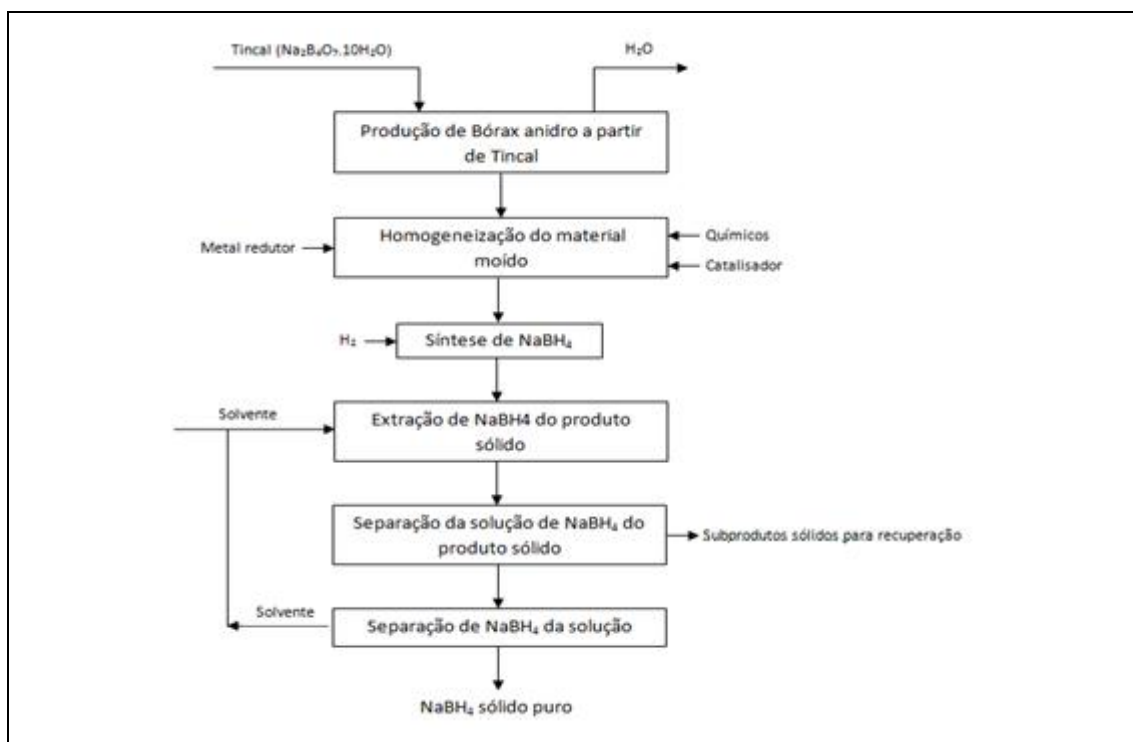 Tincal (Na₂B₄O₇.10H₂O)
H₂O
Produção de Bórax anidro a partir
de Tincal
Metal redutor
Homogeneização do material
moído
Químicos
Catalisador
H₂
Síntese de NaBH₄
Solvente
Extração de NaBH4 do produto
sólido
Separação da solução de NaBH₄ do
produto sólido
Subprodutos sólidos para recuperação
Solvente
Separação de NaBH₄ da solução
NaBH₄ sólido puro